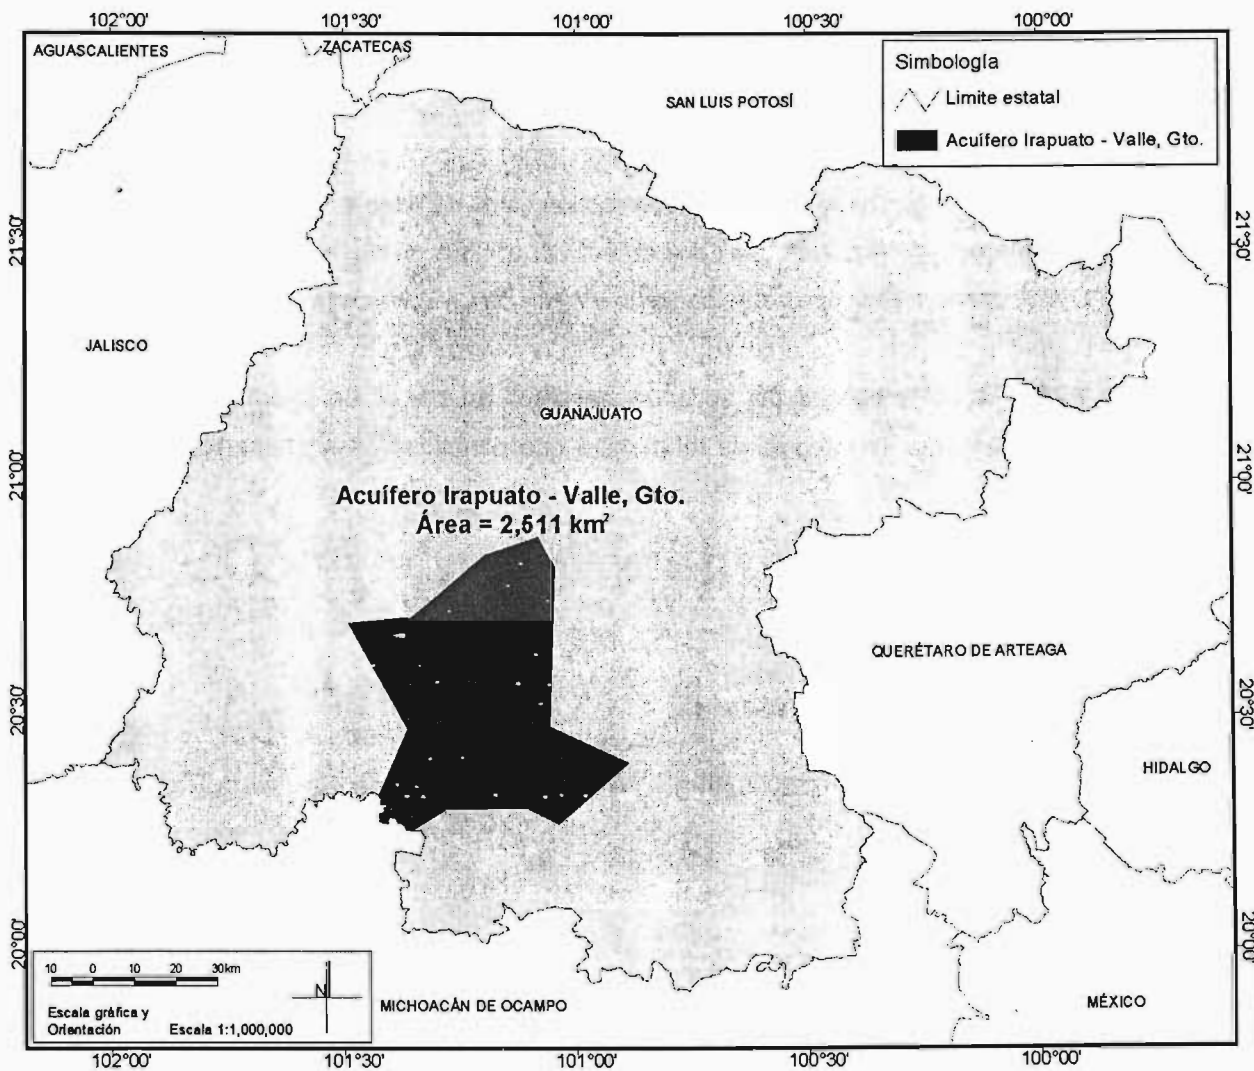 102°00'
101°30'
101°00'
100°30'
100°00'
AGUASCALIENTES
ZACATECAS
SAN LUIS POTOSÍ
Simbología
Limite estatal
Acuífero Irapuato - Valle, Gto.
21°30'
21°30'
JALISCO
GUANAJUATO
21°00'
21°00'
Acuífero Irapuato - Valle, Gto.
Área = 2,511 km²
QUERÉTARO DE ARTEAGA
20°30'
20°30'
HIDALGO
20°00'
20°00'
10 0 10 20 30km
N
Escala gráfica y
Orientación Escala 1:1,000,000
MICHOACÁN DE OCAMPO
MÉXICO
102°00'
101°30'
101°00'
100°30'
100°00'